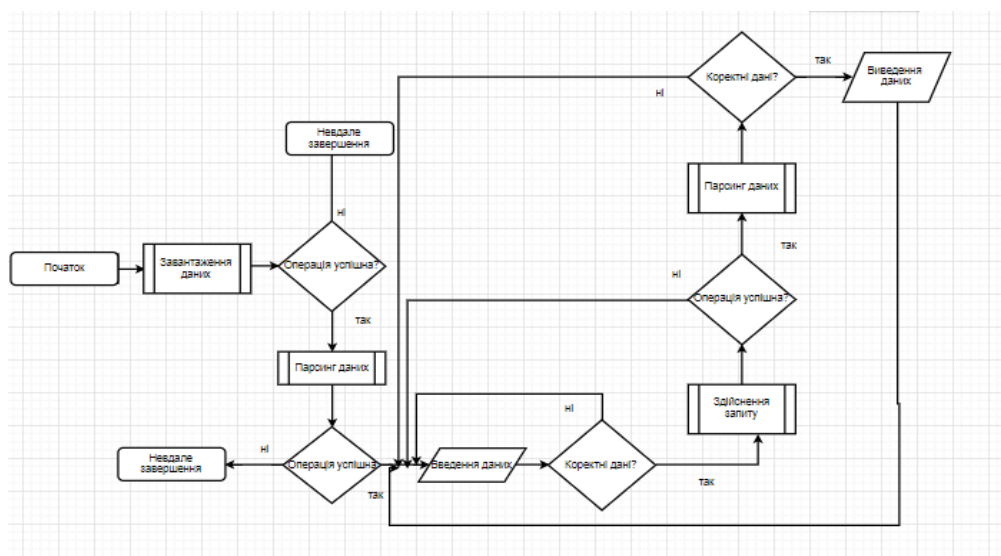 Коректні дані?
так
Виведення
даних
ні
Невдале
завершення
ні
Парсинг даних
так
Початок
Завантаження
даних
Операція успішна?
ні
Операція успішна?
так
Парсинг даних
Здійснення
запиту
ні
ні
Невдале
завершення
Операція успішна
так
Введення даних
Коректні дані?
так